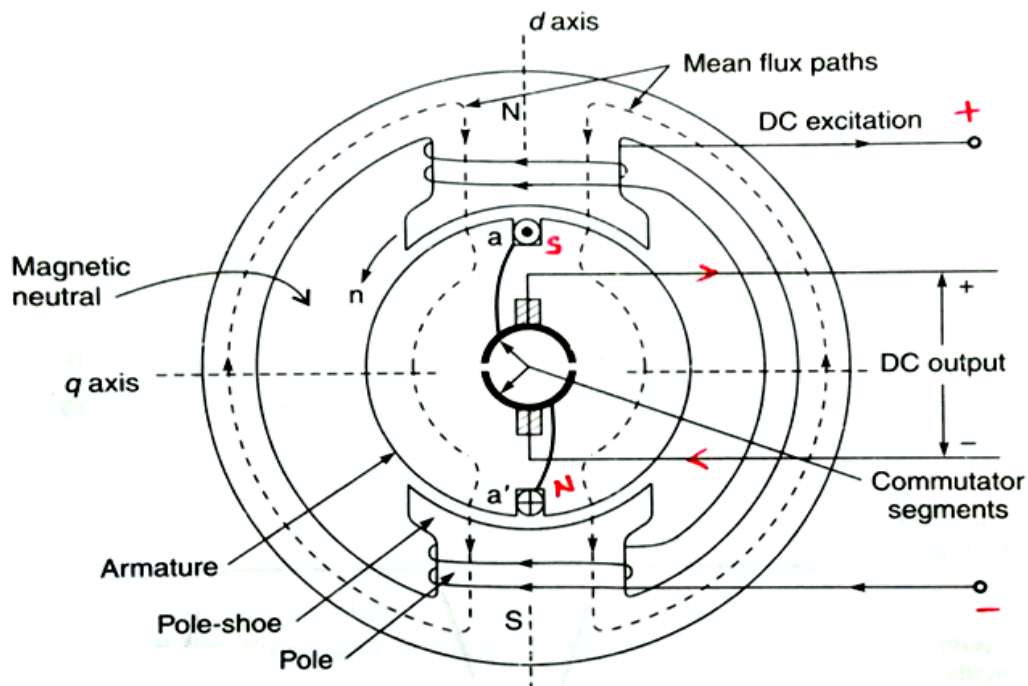 d axis
Mean flux paths
N
DC excitation
+
a
S
n
Magnetic
neutral
+
q axis
DC output
−
a'
N
Commutator
segments
Armature
Pole-shoe
S
−
Pole